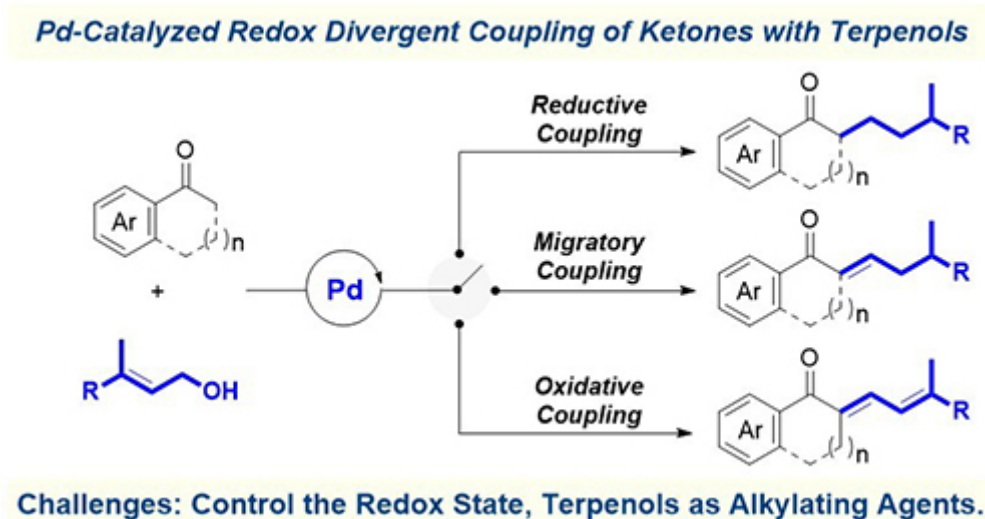 Pd-Catalyzed Redox Divergent Coupling of Ketones with Terpenols
Reductive
Coupling
O
Ar
R
n
O
Ar
n
+
R
OH
Pd
Migratory
Coupling
O
Ar
R
( )n
Oxidative
Coupling
O
Ar
R
( )n
Challenges: Control the Redox State, Terpenols as Alkylating Agents.